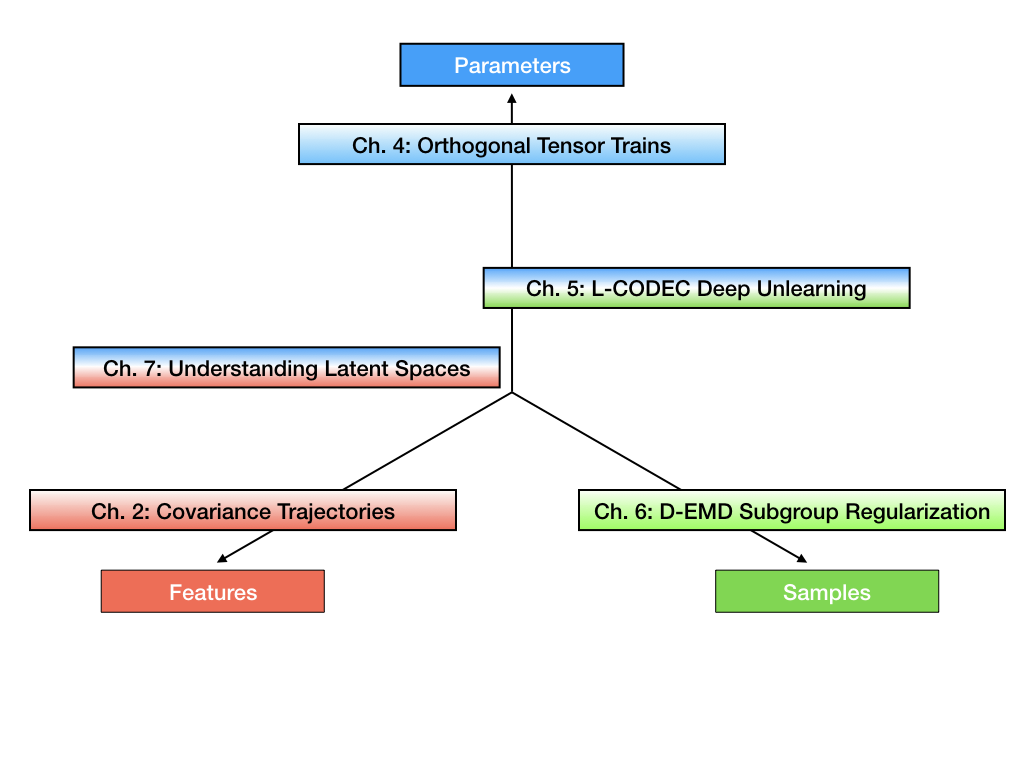 Parameters
Ch. 4: Orthogonal Tensor Trains
Ch. 5: L-CODEC Deep Unlearning
Ch. 7: Understanding Latent Spaces
Ch. 2: Covariance Trajectories
Ch. 6: D-EMD Subgroup Regularization
Features
Samples